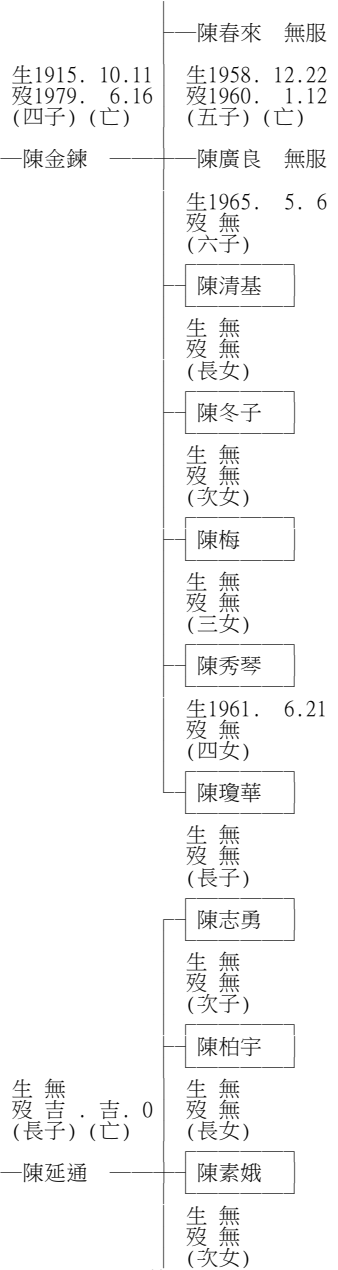 陳春來 無服
生1915. 10.11 生1958. 12.22
歿1979. 6.16 歿1960. 1.12
(四子)(亡) (五子)(亡)
陳金鍊 陳廣良 無服
生1965. 5. 6
歿 無
(六子)
陳清基
生 無
歿 無
(長女)
陳冬子
生 無
歿 無
(次女)
陳梅
生 無
歿 無
(三女)
陳秀琴
生1961. 6.21
歿 無
(四女)
陳瓊華
生 無
歿 無
(長子)
陳志勇
生 無
歿 無
(次子)
陳柏宇
生 無 生 無
歿 吉 . 吉. 0 歿 無
(長子)(亡) (長女)
陳延通 陳素娥
生 無
歿 無
(次女)